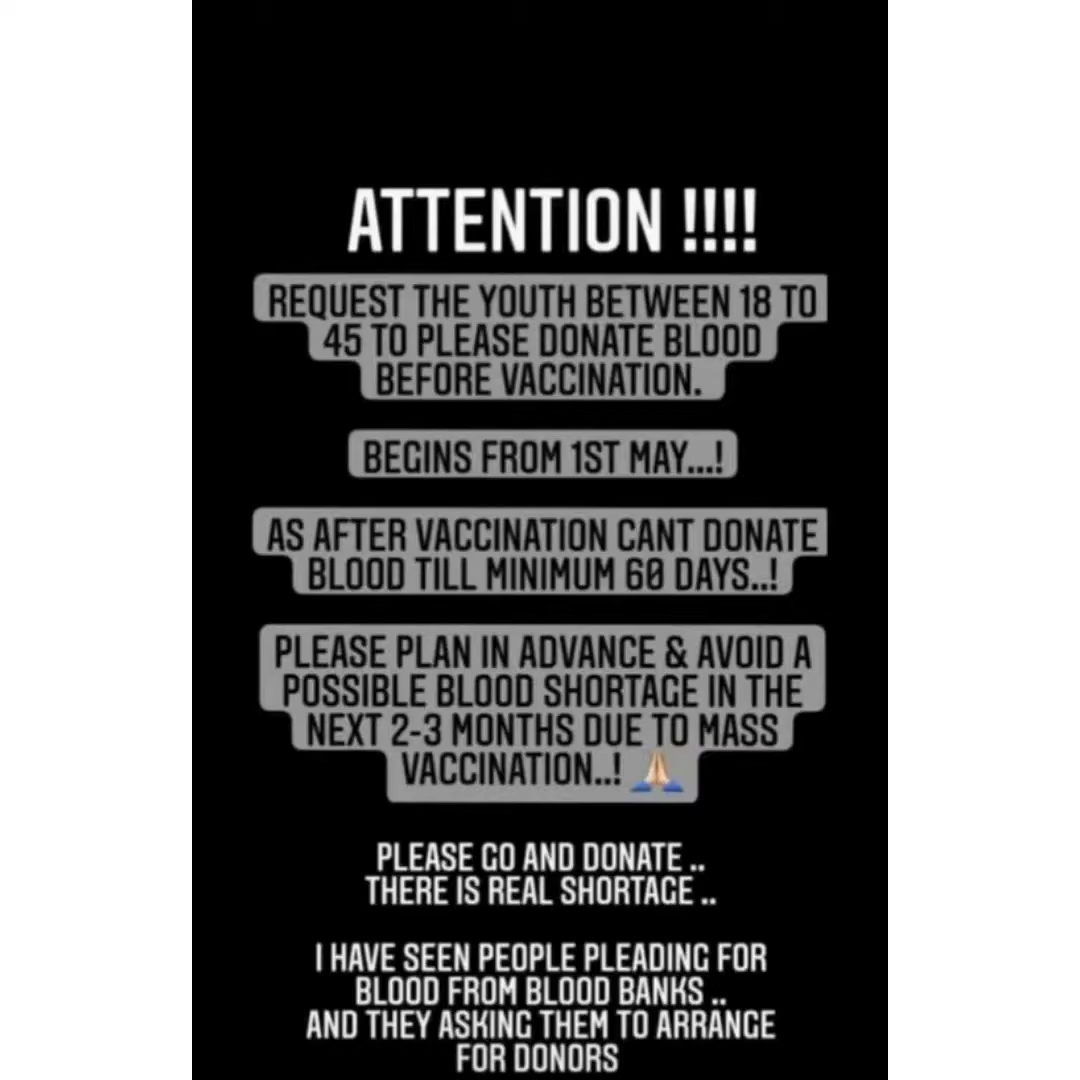 ATTENTION !!!!
REQUEST THE YOUTH BETWEEN 18 TO
45 TO PLEASE DONATE BLOOD
BEFORE VACCINATION.
BEGINS FROM 1ST MAY...!
AS AFTER VACCINATION CANT DONATE
BLOOD TILL MINIMUM 60 DAYS..!
PLEASE PLAN IN ADVANCE & AVOID A
POSSIBLE BLOOD SHORTAGE IN THE
NEXT 2-3 MONTHS DUE TO MASS
VACCINATION..! 🙏🏼
PLEASE GO AND DONATE ..
THERE IS REAL SHORTAGE ..
I HAVE SEEN PEOPLE PLEADING FOR
BLOOD FROM BLOOD BANKS ..
AND THEY ASKING THEM TO ARRANGE
FOR DONORS